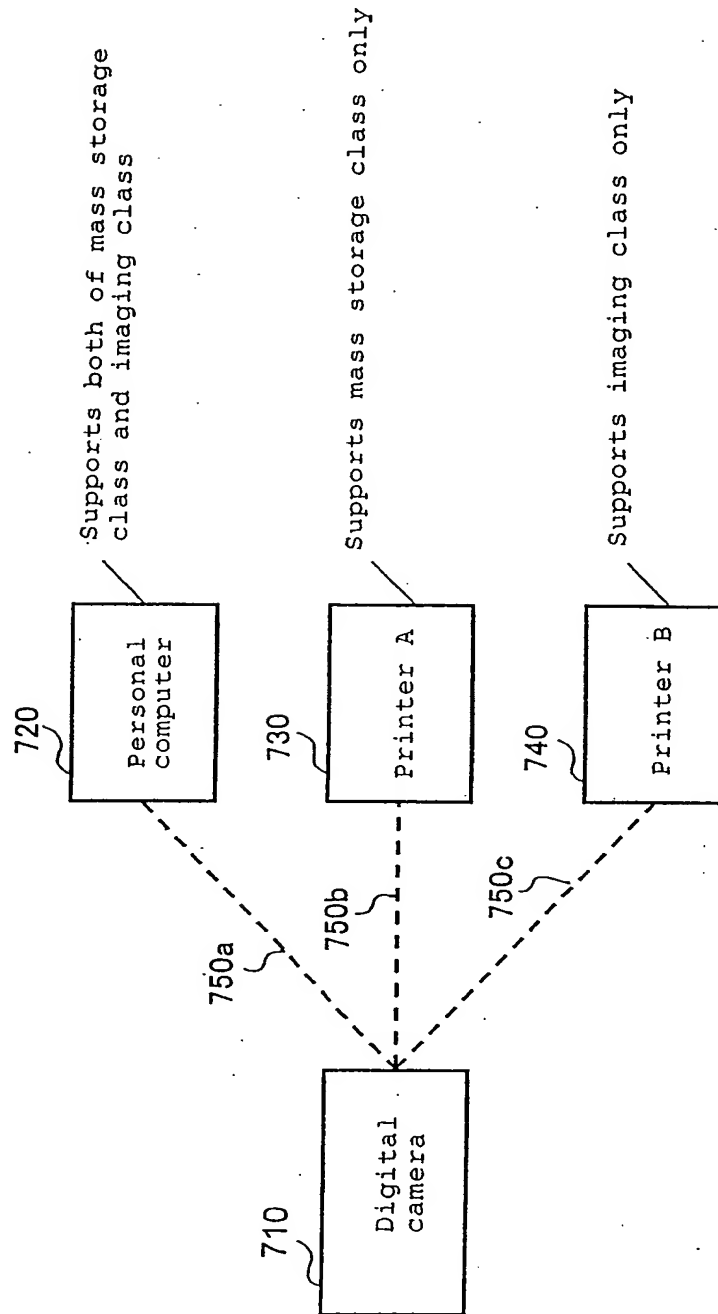 710
Digital
camera
750a
750b
750c
720
Personal
computer
Supports both of mass storage
class and imaging class
730
Printer A
Supports mass storage class only
740
Printer B
Supports imaging class only